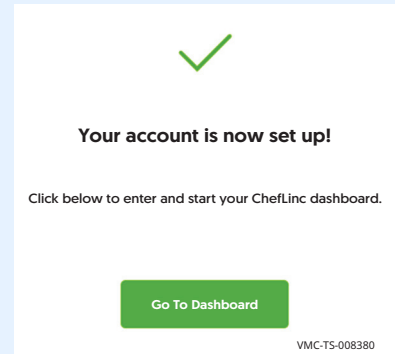 Your account is now set up!
Click below to enter and start your ChefLinc dashboard.
Go To Dashboard
VMC-TS-008380